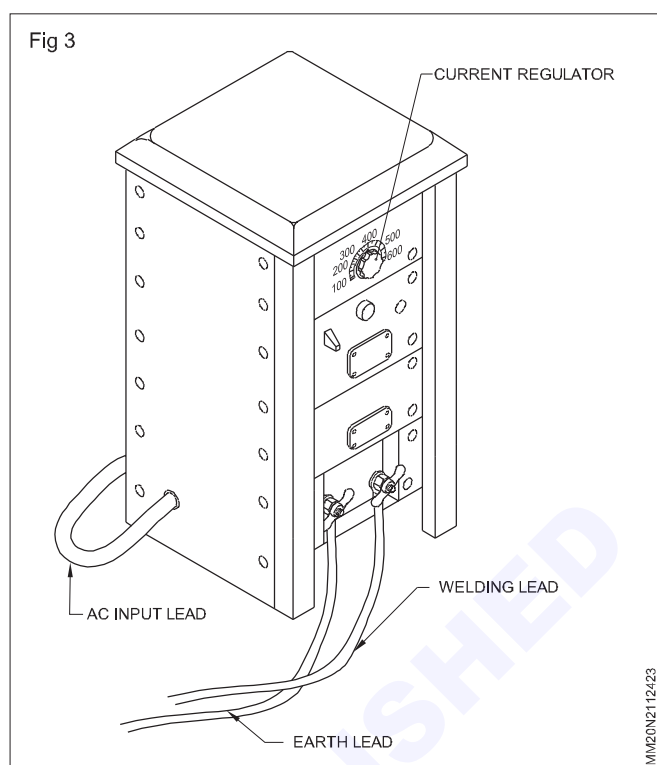 Fig 3
CURRENT REGULATOR
100
200
300
400
500
600
AC INPUT LEAD
WELDING LEAD
EARTH LEAD
MM20N2112423